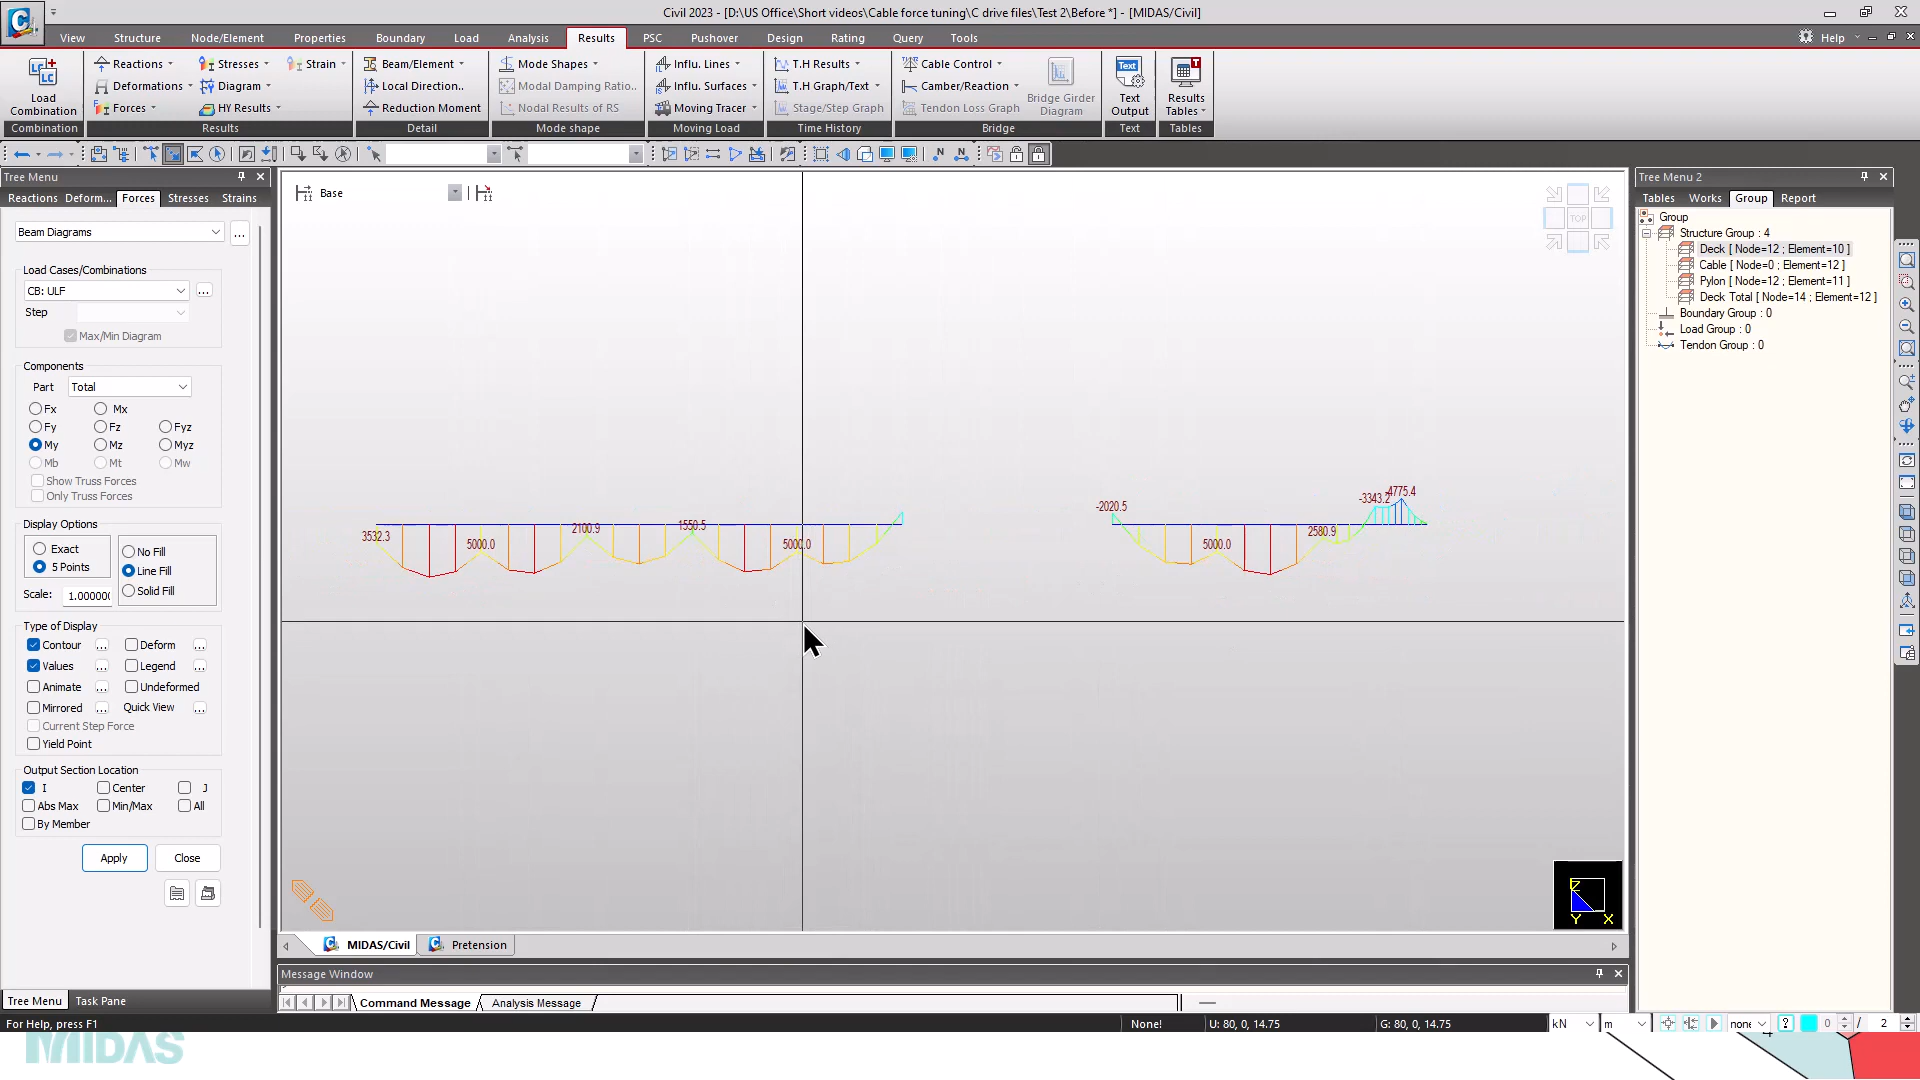 Civil 2023 - [D:\US Office\Short videos\Cable force tuning\C drive files\Test 2\Before *] - [MIDAS/Civil]
View Structure Node/Element Properties Boundary Load Analysis Results PSC Pushover Design Rating Query Tools Help
Reactions Stresses Strain Beam/Element Mode Shapes Influ. Lines T.H Results Cable Control
Load Combination Deformations Diagram Local Direction.. Modal Damping Ratio.. Influ. Surfaces T.H Graph/Text Camber/Reaction Bridge Girder Diagram Text Output Results Tables
Forces HY Results Reduction Moment Nodal Results of RS Moving Tracer Stage/Step Graph Tendon Loss Graph
Combination Results Detail Mode shape Moving Load Time History Bridge Text Tables
Tree Menu
Reactions Deform... Forces Stresses Strains
Beam Diagrams ...
Load Cases/Combinations
CB: ULF ...
Step
Max/Min Diagram
Components
Part Total
Fx Mx
Fy Fz Fyz
My Mz Myz
Mb Mt Mw
Show Truss Forces
Only Truss Forces
Display Options
Exact No Fill
5 Points Line Fill
Scale: 1.00000 Solid Fill
Type of Display
Contour ... Deform ...
Values ... Legend ...
Animate ... Undeformed
Mirrored ... Quick View ...
Current Step Force
Yield Point
Output Section Location
I Center J
Abs Max Min/Max All
By Member
Apply Close
Tree Menu Task Pane
Base
TOP
3532.3 5000.0 2100.9 1550.5 5000.0
-2020.5 5000.0 2580.9 -3343.2 -4775.4
Z Y X
MIDAS/Civil Pretension
Message Window
Command Message Analysis Message
Tree Menu 2
Tables Works Group Report
Group
Structure Group : 4
Deck [ Node=12 ; Element=10 ]
Cable [ Node=0 ; Element=12 ]
Pylon [ Node=12 ; Element=11 ]
Deck Total [ Node=14 ; Element=12 ]
Boundary Group : 0
Load Group : 0
Tendon Group : 0
For Help, press F1 None! U: 80, 0, 14.75 G: 80, 0, 14.75 kN m none ? 0 / 2
MIDAS